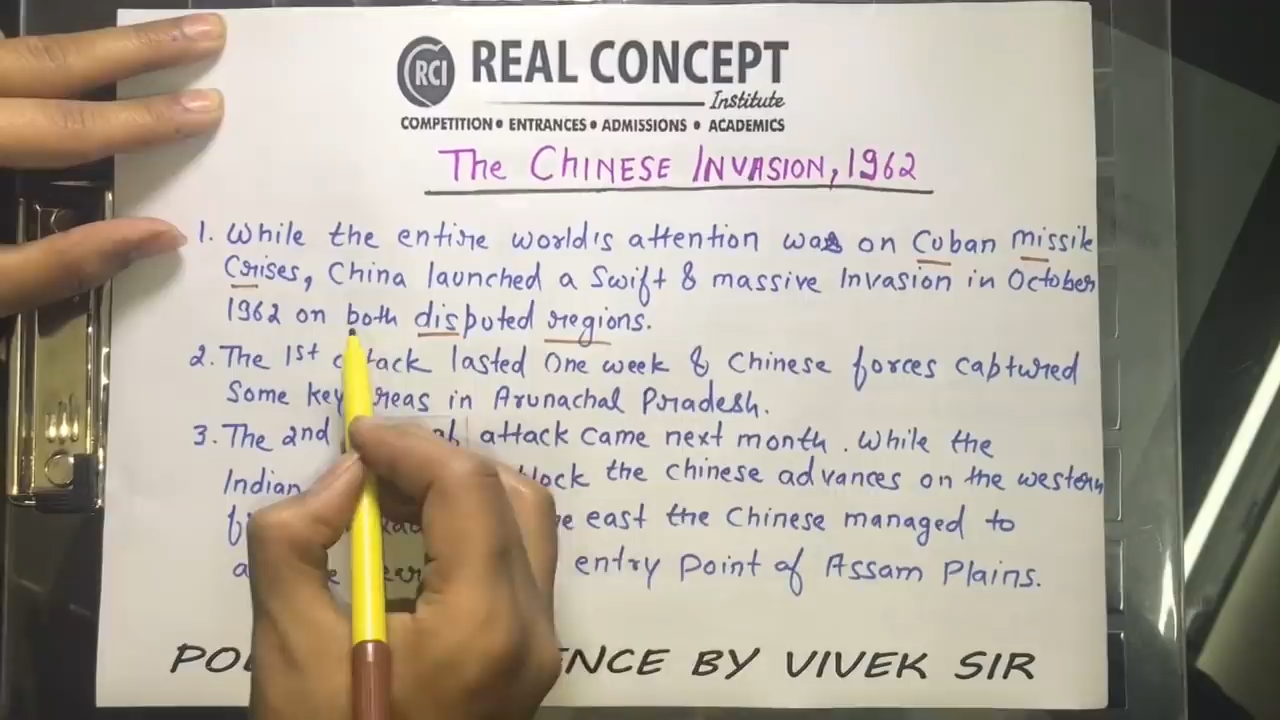 RCI REAL CONCEPT
Institute
COMPETITION • ENTRANCES • ADMISSIONS • ACADEMICS
The CHINESE INVASION, 1962
1. While the entire world's attention was on Cuban missile
Crises, China launched a Swift & massive Invasion in October
1962 on both disputed regions.
2. The 1st attack lasted One week & Chinese forces captured
Some key areas in Arunachal Pradesh.
3. The 2nd attack came next month. While the
Indian the Chinese advances on the western
east the Chinese managed to
entry point of Assam Plains.
BY VIVEK SIR